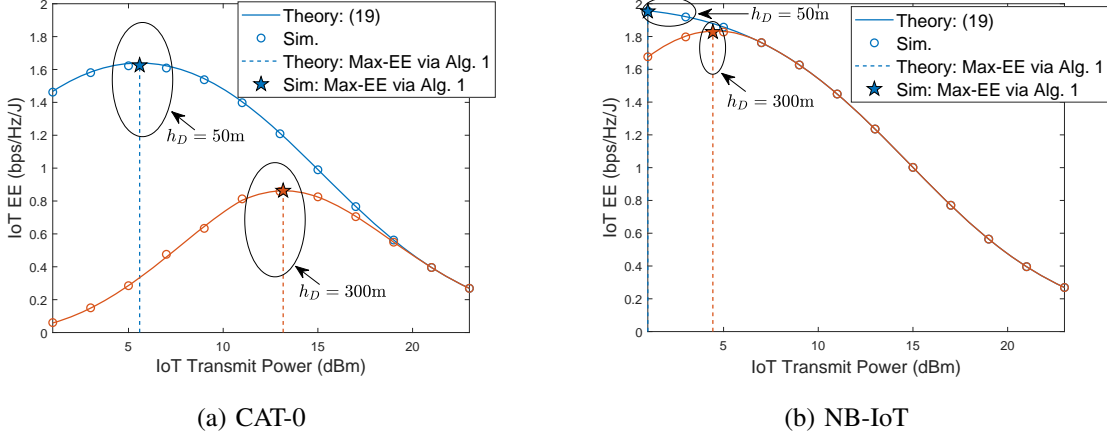 Theory: (19)
Sim.
Theory: Max-EE via Alg. 1
Sim: Max-EE via Alg. 1
h_D = 50m
h_D = 300m
IoT EE (bps/Hz/J)
0
0.2
0.4
0.6
0.8
1
1.2
1.4
1.6
1.8
2
5
10
15
20
IoT Transmit Power (dBm)
(a) CAT-0
Theory: (19)
Sim.
Theory: Max-EE via Alg. 1
Sim: Max-EE via Alg. 1
h_D = 50m
h_D = 300m
IoT EE (bps/Hz/J)
0
0.2
0.4
0.6
0.8
1
1.2
1.4
1.6
1.8
2
5
10
15
20
IoT Transmit Power (dBm)
(b) NB-IoT